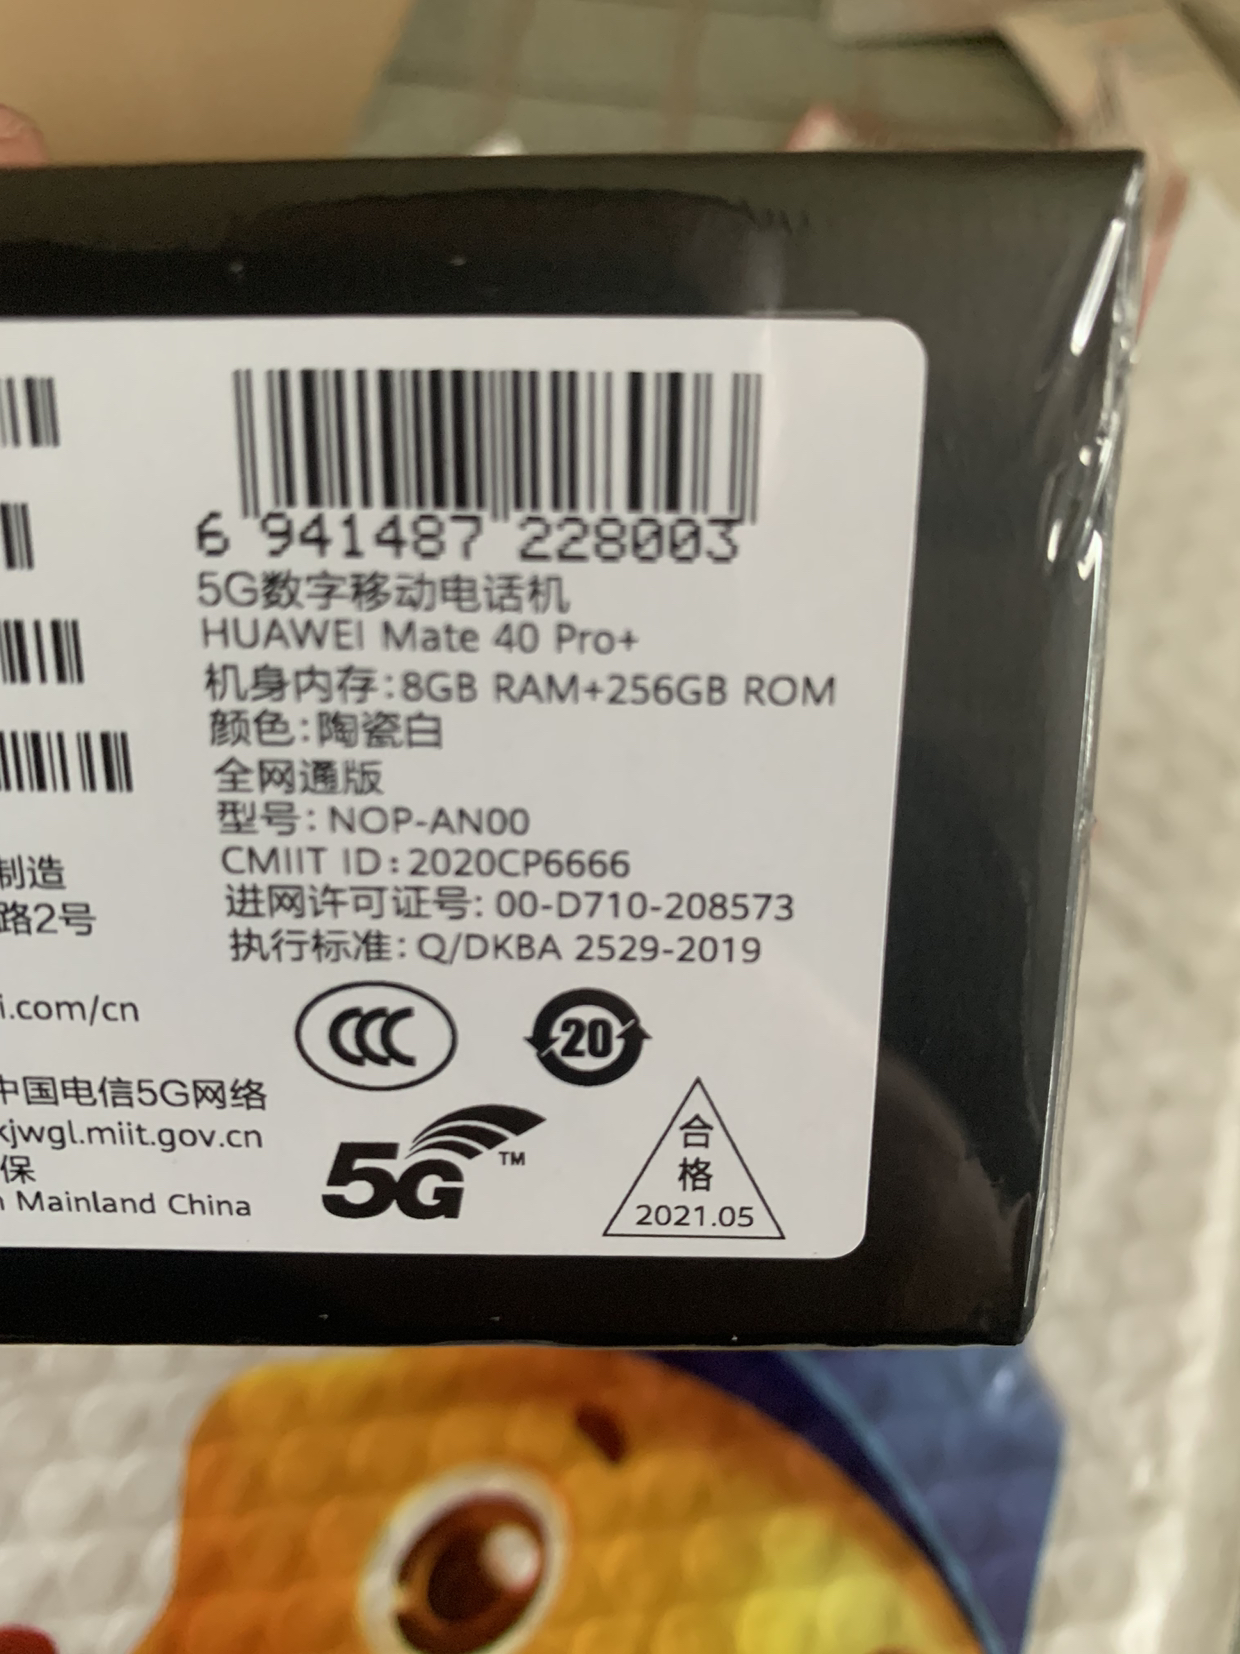 6 941487 228003
5G数字移动电话机
HUAWEI Mate 40 Pro+
机身内存:8GB RAM+256GB ROM
颜色:陶瓷白
全网通版
型号: NOP-AN00
CMIIT ID: 2020CP6666
进网许可证号: 00-D710-208573
执行标准: Q/DKBA 2529-2019
制造
路2号
i.com/cn
中国电信5G网络
kjwgl.miit.gov.cn
保
n Mainland China
CCC
20
5G™
合
格
2021.05